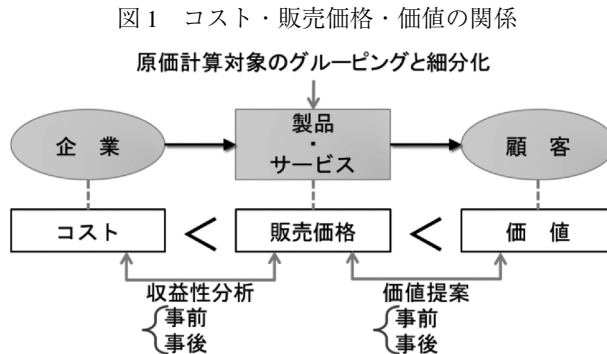 図1 コスト・販売価格・価値の関係
原価計算対象のグルーピングと細分化
企 業
製品
・
サービス
顧 客
コスト
<
販売価格
<
価 値
収益性分析
事前
事後
価値提案
事前
事後